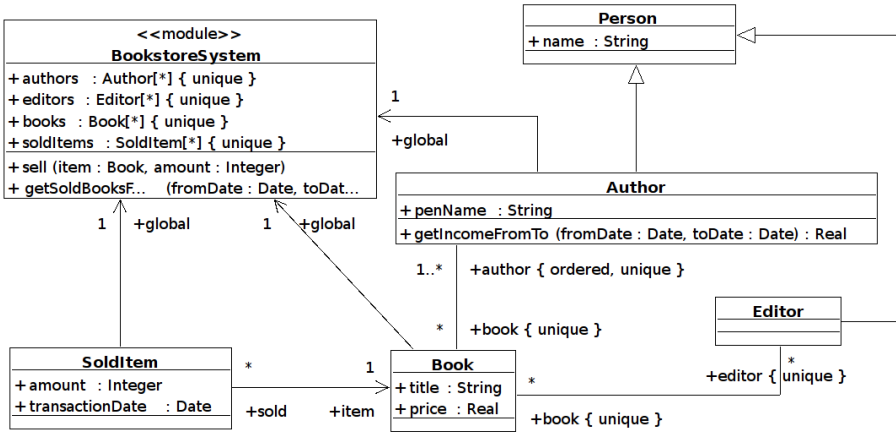 <<module>>
BookstoreSystem
+ authors : Author[*] { unique }
+ editors : Editor[*] { unique }
+ books : Book[*] { unique }
+ soldItems : SoldItem[*] { unique }
+ sell (item : Book, amount : Integer)
+ getSoldBooksF... (fromDate : Date, toDat...
Person
+ name : String
1
+global
Author
+ penName : String
+ getIncomeFromTo (fromDate : Date, toDate : Date) : Real
1 +global
1 +global
1..* +author { ordered, unique }
* +book { unique }
Editor
*
+editor { unique }
SoldItem
+ amount : Integer
+ transactionDate : Date
* 1
+sold +item
Book
+ title : String
+ price : Real
*
+book { unique }